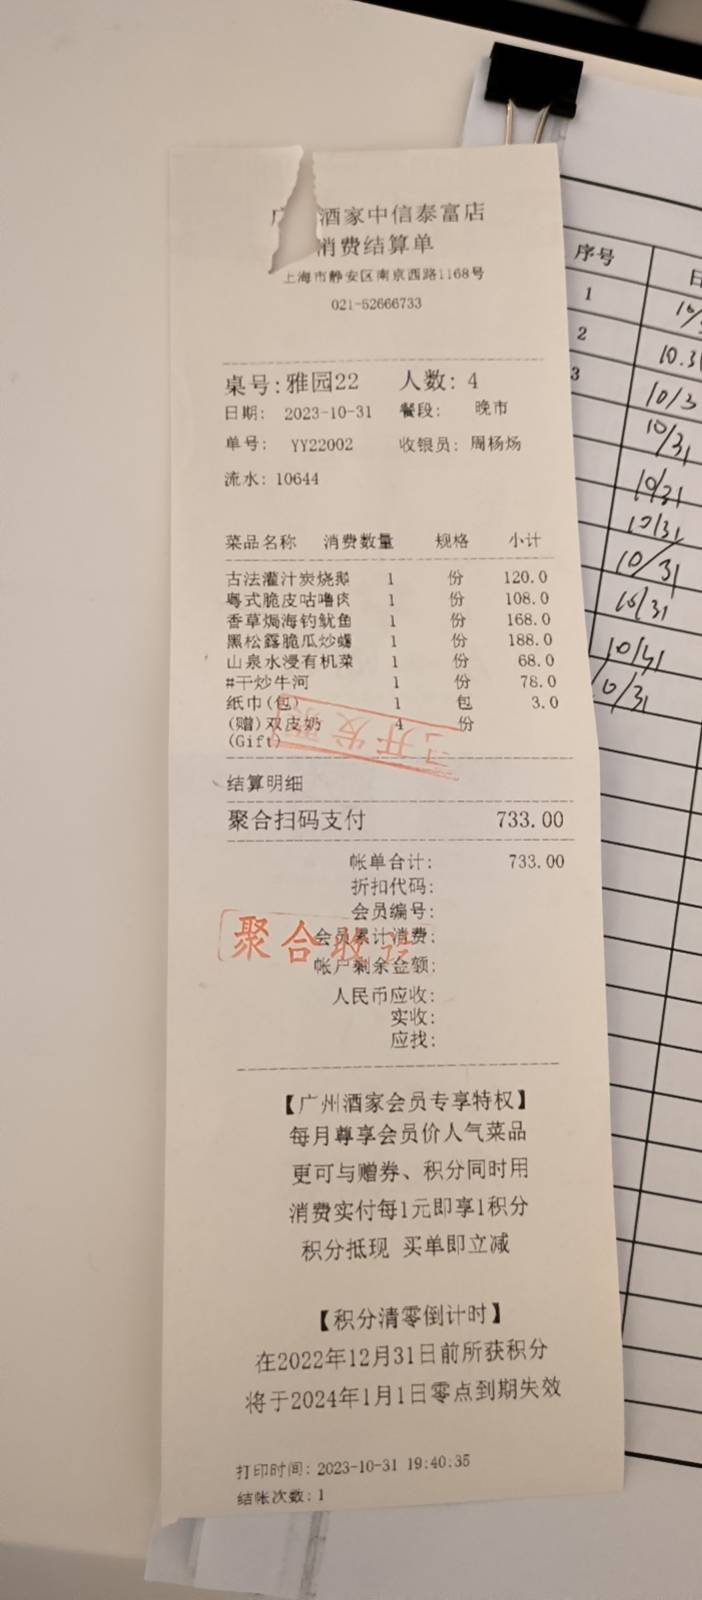 广 酒家中信泰富店
消费结算单
上海市静安区南京西路1168号
021-52666733
桌号:雅园22 人数: 4
日期: 2023-10-31 餐段: 晚市
单号: YY22002 收银员: 周杨炀
流水: 10644
菜品名称 消费数量 规格 小计
古法灌汁炭烧鹅 1 份 120.0
粤式脆皮咕噜肉 1 份 108.0
香草焗海钓鱿鱼 1 份 168.0
黑松露脆瓜炒螺 1 份 188.0
山泉水浸有机菜 1 份 68.0
#干炒牛河 1 份 78.0
纸巾(包) 1 包 3.0
(赠)双皮奶 4 份
(Gift)
已开发票
结算明细
聚合扫码支付 733.00
帐单合计: 733.00
折扣代码:
会员编号:
会员累计消费:
聚合收讫
帐户剩余金额:
人民币应收:
实收:
应找:
【广州酒家会员专享特权】
每月尊享会员价人气菜品
更可与赠券、积分同时用
消费实付每1元即享1积分
积分抵现 买单即立减
【积分清零倒计时】
在2022年12月31日前所获积分
将于2024年1月1日零点到期失效
打印时间: 2023-10-31 19:40:35
结帐次数: 1
序号 日
1
2 10.31
3 10/3
10/31
10/31
10/31
10/31
10/31
10/31
10/31